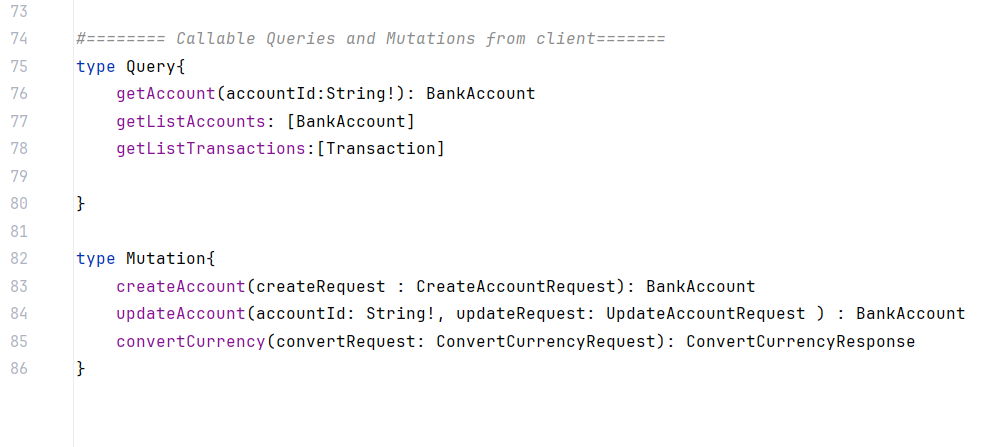 73
74 #======== Callable Queries and Mutations from client=======
75 type Query{
76 getAccount(accountId:String!): BankAccount
77 getListAccounts: [BankAccount]
78 getListTransactions:[Transaction]
79
80 }
81
82 type Mutation{
83 createAccount(createRequest : CreateAccountRequest): BankAccount
84 updateAccount(accountId: String!, updateRequest: UpdateAccountRequest ) : BankAccount
85 convertCurrency(convertRequest: ConvertCurrencyRequest): ConvertCurrencyResponse
86 }